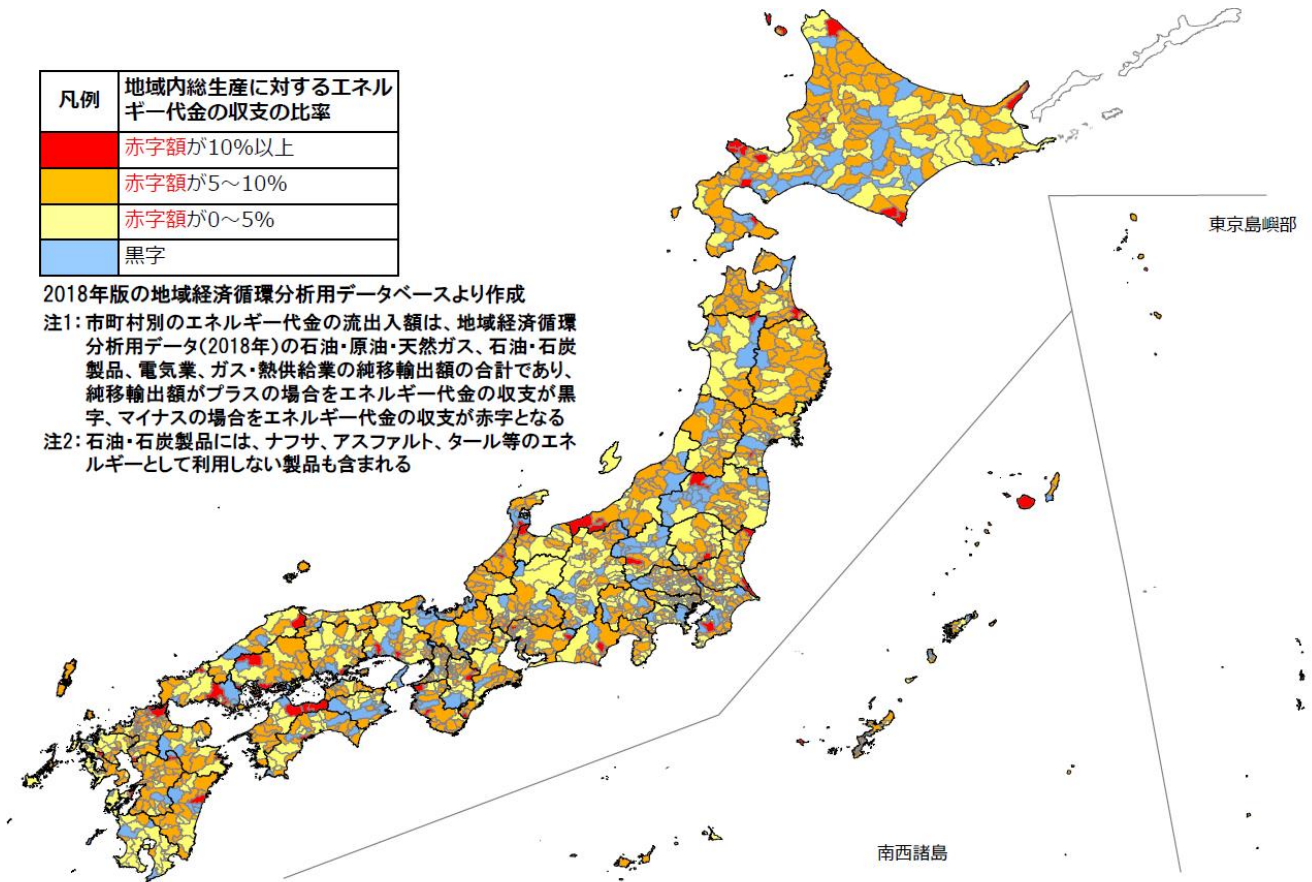 凡例
地域内総生産に対するエネル
ギー代金の収支の比率
赤字額が10%以上
赤字額が5～10%
赤字額が0～5%
黒字
2018年版の地域経済循環分析用データベースより作成
注1：市町村別のエネルギー代金の流出入額は、地域経済循環
分析用データ(2018年)の石油・原油・天然ガス、石油・石炭
製品、電気業、ガス・熱供給業の純移輸出額の合計であり、
純移輸出額がプラスの場合をエネルギー代金の収支が黒
字、マイナスの場合をエネルギー代金の収支が赤字となる
注2：石油・石炭製品には、ナフサ、アスファルト、タール等のエネ
ルギーとして利用しない製品も含まれる
東京島嶼部
南西諸島